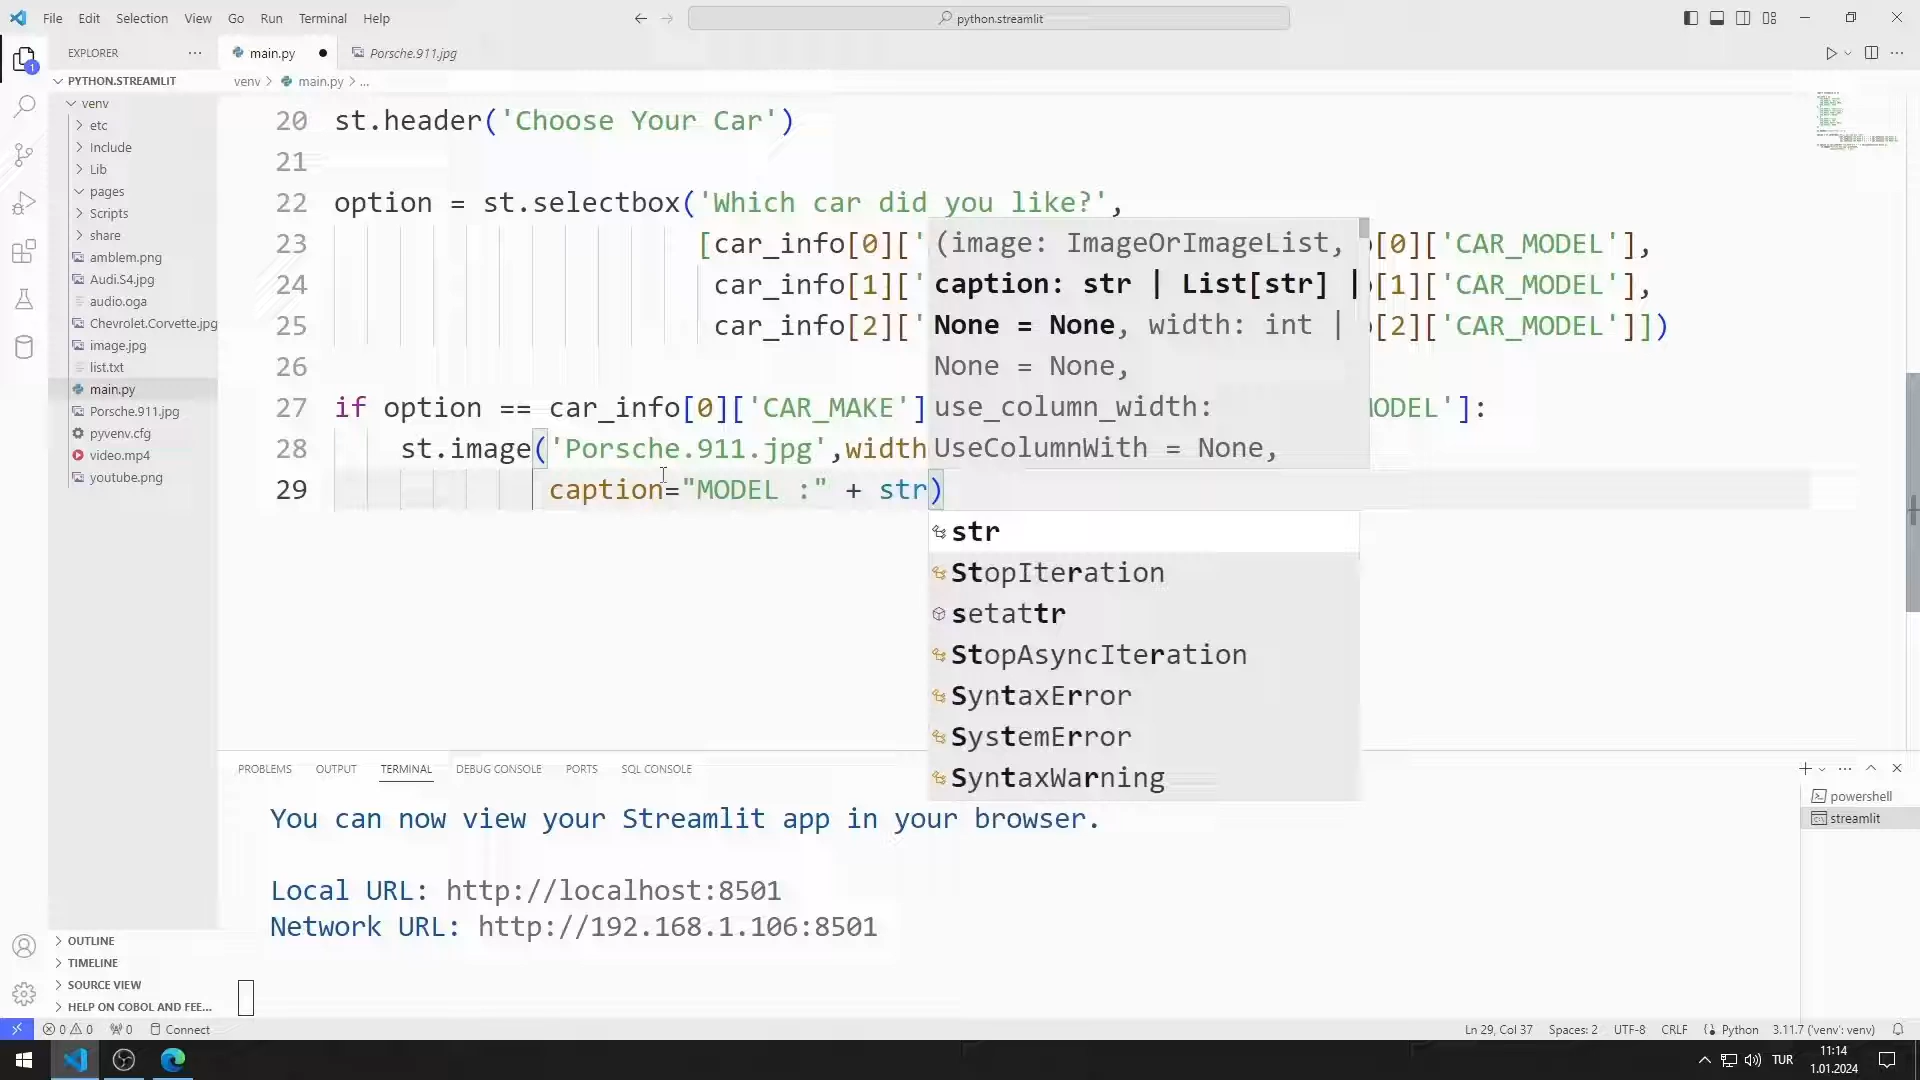 File Edit Selection View Go Run Terminal Help
python.streamlit
EXPLORER
main.py
Porsche.911.jpg
PYTHON.STREAMLIT
venv > main.py > ...
venv
etc
Include
Lib
pages
Scripts
share
amblem.png
Audi.S4.jpg
audio.oga
Chevrolet.Corvette.jpg
image.jpg
list.txt
main.py
Porsche.911.jpg
pyvenv.cfg
video.mp4
youtube.png
20 st.header('Choose Your Car')
21
22 option = st.selectbox('Which car did you like?',
23 [car_info[0][' [0]['CAR_MODEL'],
24 car_info[1][' [1]['CAR_MODEL'],
25 car_info[2][' [2]['CAR_MODEL']])
26
27 if option == car_info[0]['CAR_MAKE'] MODEL']:
28 st.image('Porsche.911.jpg',width
29 caption="MODEL :" + str)
(image: ImageOrImageList,
caption: str | List[str] |
None = None, width: int |
None = None,
use_column_width:
UseColumnWith = None,
str
StopIteration
setattr
StopAsyncIteration
SyntaxError
SystemError
SyntaxWarning
PROBLEMS OUTPUT TERMINAL DEBUG CONSOLE PORTS SQL CONSOLE
You can now view your Streamlit app in your browser.
Local URL: http://localhost:8501
Network URL: http://192.168.1.106:8501
powershell
streamlit
OUTLINE
TIMELINE
SOURCE VIEW
HELP ON COBOL AND FEE...
0 0 0 Connect
Ln 29, Col 37 Spaces: 2 UTF-8 CRLF Python 3.11.7 ('venv': venv)
TUR
11:14
1.01.2024